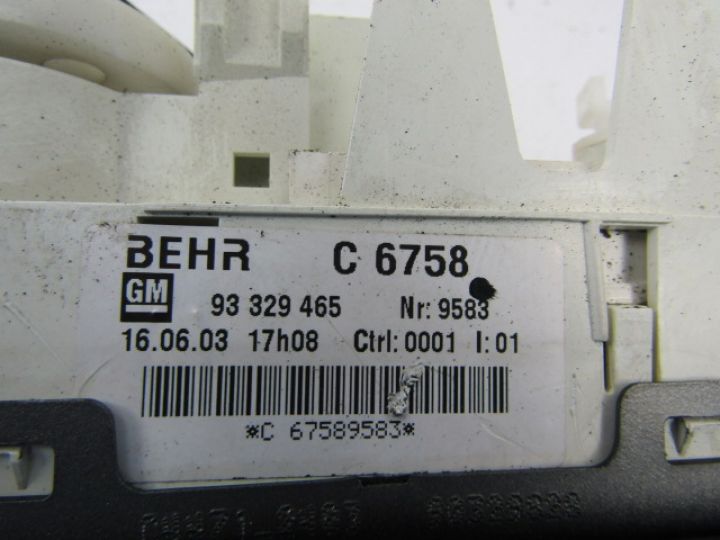 BEHR C 6758
GM 93 329 465 Nr: 9583
16.06.03 17h08 Ctrl: 0001 I: 01
*C 67589583*